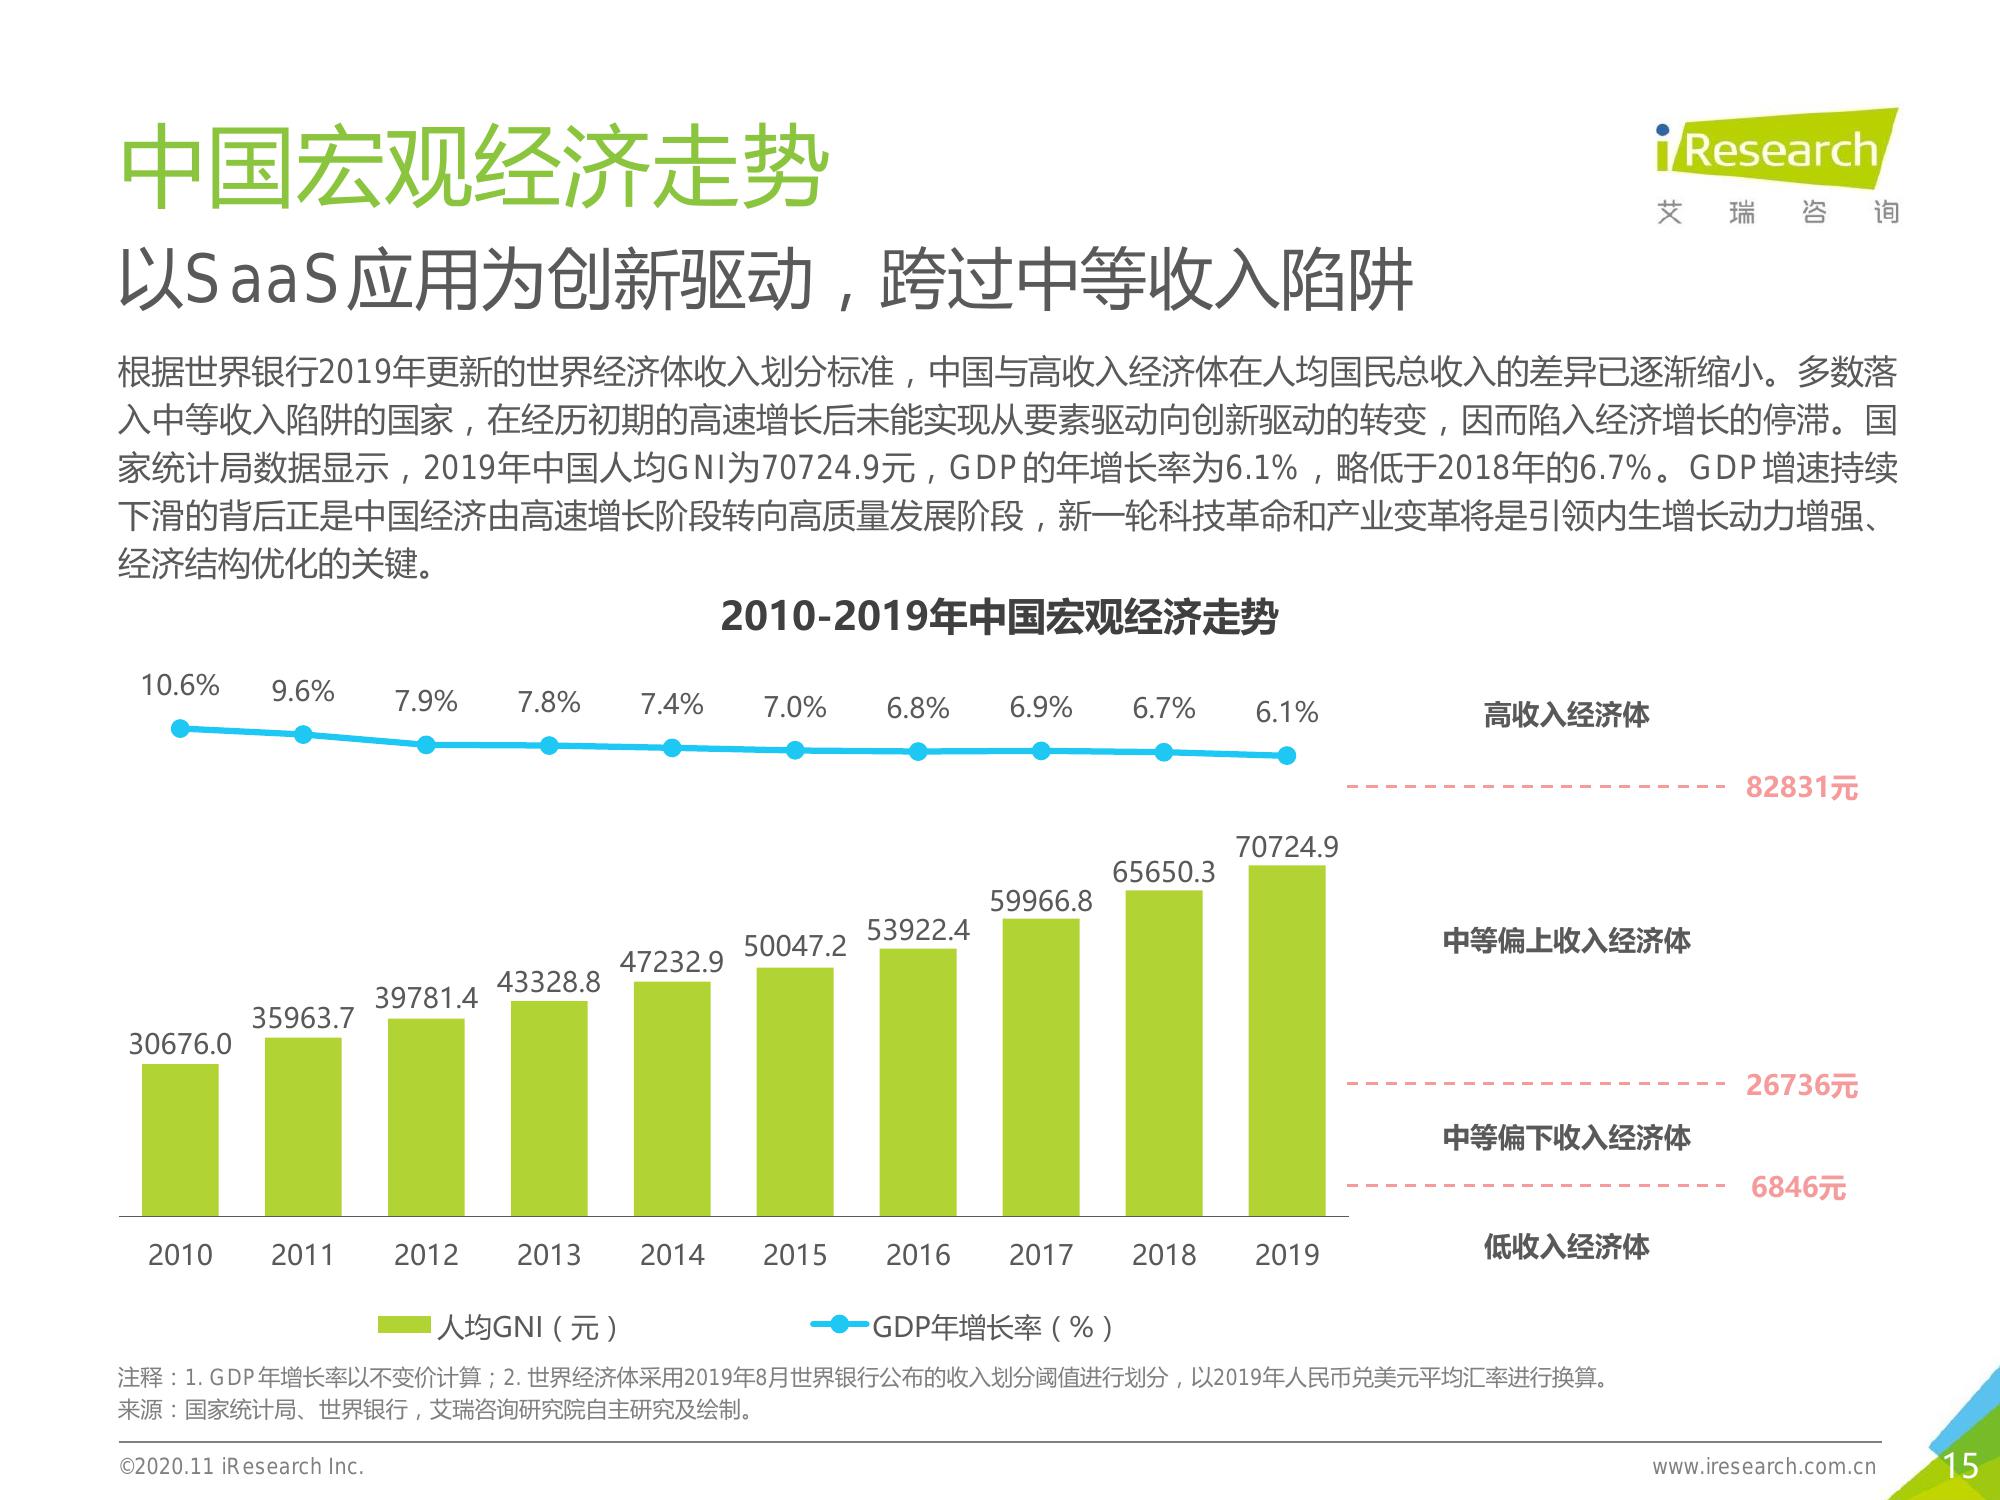 中国宏观经济走势
iResearch
艾瑞咨询
以SaaS应用为创新驱动，跨过中等收入陷阱
根据世界银行2019年更新的世界经济体收入划分标准，中国与高收入经济体在人均国民总收入的差异已逐渐缩小。多数落
入中等收入陷阱的国家，在经历初期的高速增长后未能实现从要素驱动向创新驱动的转变，因而陷入经济增长的停滞。国
家统计局数据显示，2019年中国人均GNI为70724.9元，GDP的年增长率为6.1%，略低于2018年的6.7%。GDP增速持续
下滑的背后正是中国经济由高速增长阶段转向高质量发展阶段，新一轮科技革命和产业变革将是引领内生增长动力增强、
经济结构优化的关键。
2010-2019年中国宏观经济走势
10.6% 9.6% 7.9% 7.8% 7.4% 7.0% 6.8% 6.9% 6.7% 6.1%
高收入经济体
82831元
30676.0 35963.7 39781.4 43328.8 47232.9 50047.2 53922.4 59966.8 65650.3 70724.9
中等偏上收入经济体
26736元
中等偏下收入经济体
6846元
低收入经济体
2010 2011 2012 2013 2014 2015 2016 2017 2018 2019
人均GNI（元） GDP年增长率（%）
注释：1. GDP年增长率以不变价计算；2. 世界经济体采用2019年8月世界银行公布的收入划分阈值进行划分，以2019年人民币兑美元平均汇率进行换算。
来源：国家统计局、世界银行，艾瑞咨询研究院自主研究及绘制。
©2020.11 iResearch Inc.
www.iresearch.com.cn
15